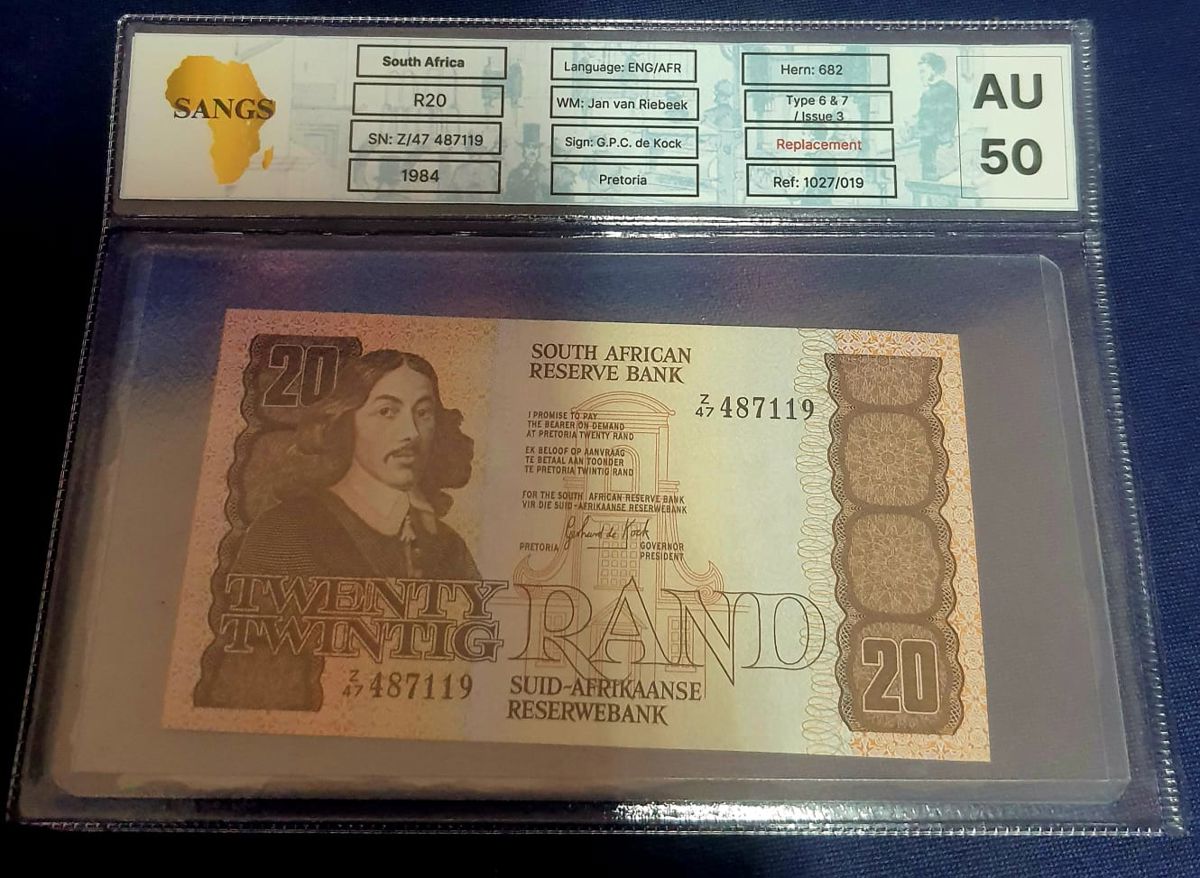 SANGS
South Africa
R20
SN: Z/47 487119
1984
Language: ENG/AFR
WM: Jan van Riebeek
Sign: G.P.C. de Kock
Pretoria
Hern: 682
Type 6 & 7
/ Issue 3
Replacement
Ref: 1027/019
AU
50
20
SOUTH AFRICAN
RESERVE BANK
Z/47 487119
I PROMISE TO PAY
THE BEARER ON DEMAND
AT PRETORIA TWENTY RAND
EK BELOOF OP AANVRAAG
TE BETAAL AAN TOONDER
TE PRETORIA TWINTIG RAND
FOR THE SOUTH AFRICAN RESERVE BANK
VIR DIE SUID-AFRIKAANSE RESERWEBANK
Gerhard de Kock
PRETORIA
GOVERNOR
PRESIDENT
TWENTY
TWINTIG
RAND
Z/47 487119
SUID-AFRIKAANSE
RESERWEBANK
20